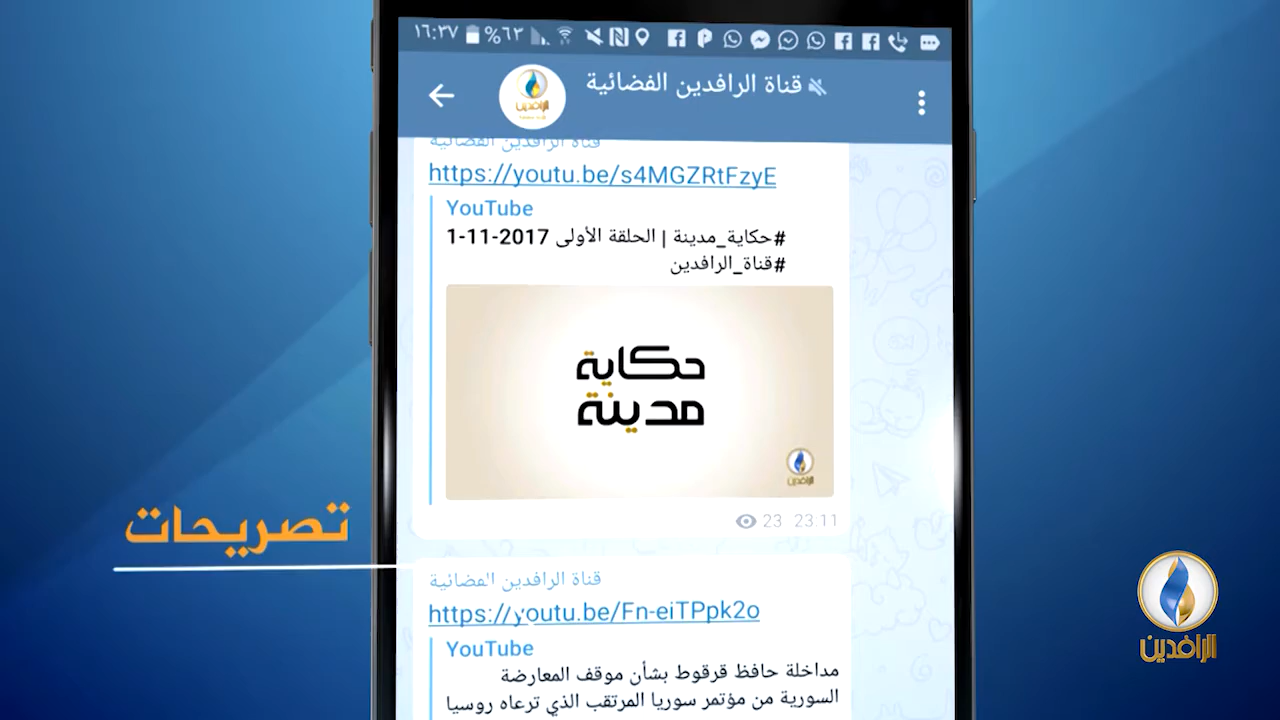 ١٦:٣٧ %٦٣
قناة الرافدين الفضائية
الرافدين
قناة الرافدين الفضائية
https://youtu.be/s4MGZRtFzyE
YouTube
#حكاية_مدينة | الحلقة الأولى 2017-11-1
#قناة_الرافدين
حكاية
مدينة
الرافدين
23 23:11
تصريحات
قناة الرافدين الفضائية
https://youtu.be/Fn-eiTPpk2o
YouTube
مداخلة حافظ قرقوط بشأن موقف المعارضة
السورية من مؤتمر سوريا المرتقب الذي ترعاه روسيا
الرافدين